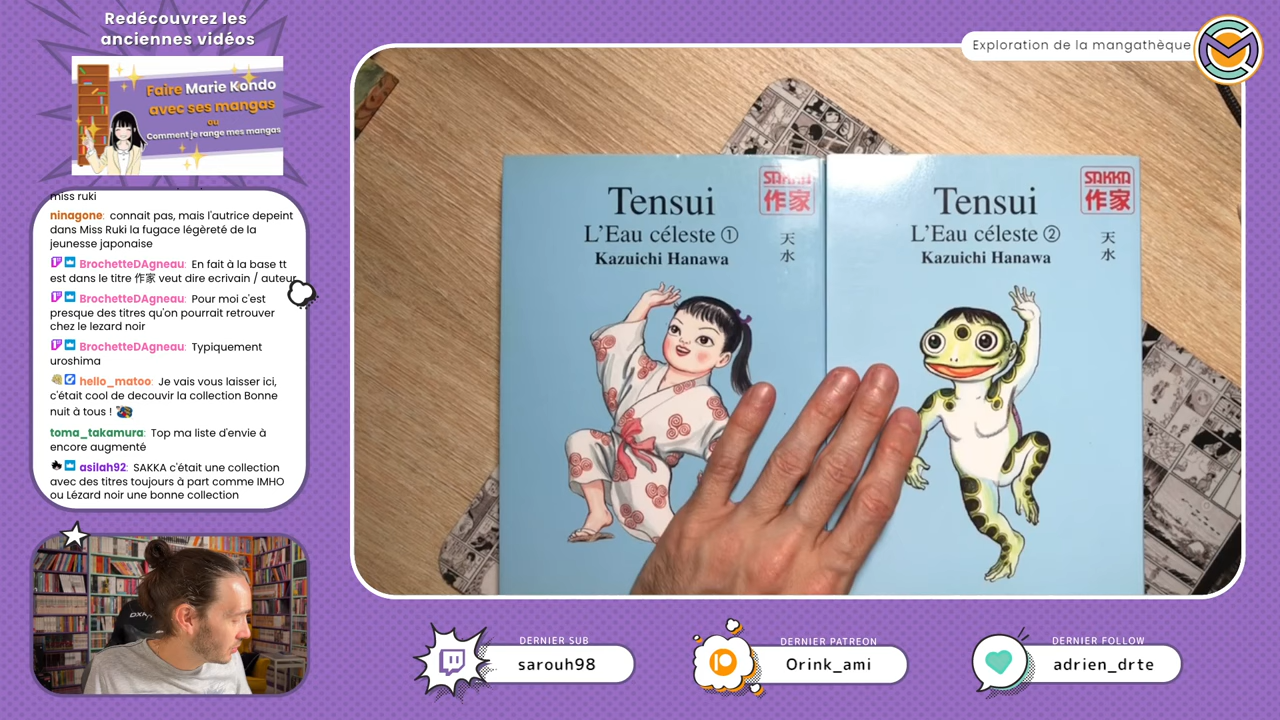 Redécouvrez les
anciennes vidéos
Faire Marie Kondo
avec ses mangas
ou
Comment je range mes mangas
miss ruki
ninagone: connait pas, mais l'autrice depeint
dans Miss Ruki la fugace légèreté de la
jeunesse japonaise
BrochetteDAgneau: En fait à la base tt
est dans le titre 作家 veut dire ecrivain / auteur
BrochetteDAgneau: Pour moi c'est
presque des titres qu'on pourrait retrouver
chez le lezard noir
BrochetteDAgneau: Typiquement
uroshima
hello_matoo: Je vais vous laisser ici,
c'était cool de decouvir la collection Bonne
nuit à tous !
toma_takamura: Top ma liste d'envie à
encore augmenté
asilah92: SAKKA c'était une collection
avec des titres toujours à part comme IMHO
ou Lézard noir une bonne collection
Exploration de la mangathèque
SAKKA
作家
Tensui
L'Eau céleste ①
Kazuichi Hanawa
天水
SAKKA
作家
Tensui
L'Eau céleste ②
Kazuichi Hanawa
天水
DERNIER SUB
sarouh98
DERNIER PATREON
Orink_ami
DERNIER FOLLOW
adrien_drte